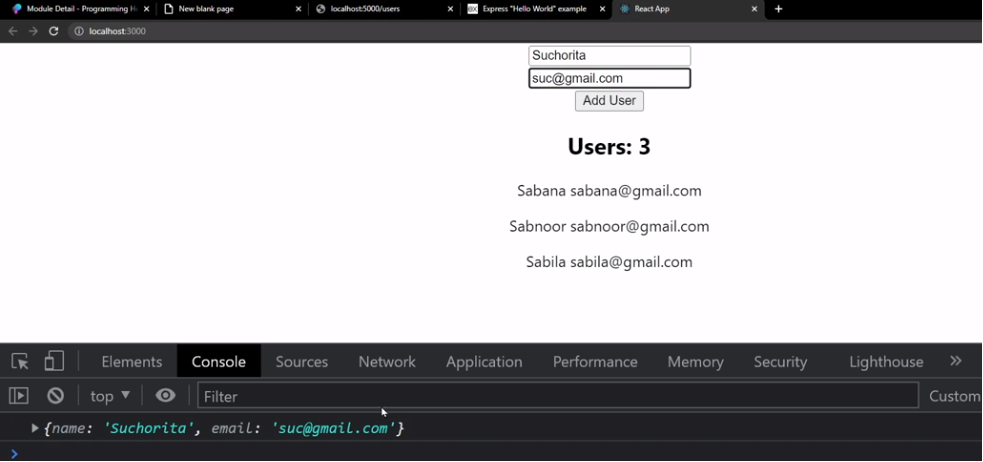 Module Detail - Programming He New blank page localhost:5000/users Express "Hello World" example React App
localhost:3000
Suchorita
suc@gmail.com
Add User
Users: 3
Sabana sabana@gmail.com
Sabnoor sabnoor@gmail.com
Sabila sabila@gmail.com
Elements Console Sources Network Application Performance Memory Security Lighthouse
top Filter Custom
{name: 'Suchorita', email: 'suc@gmail.com'}